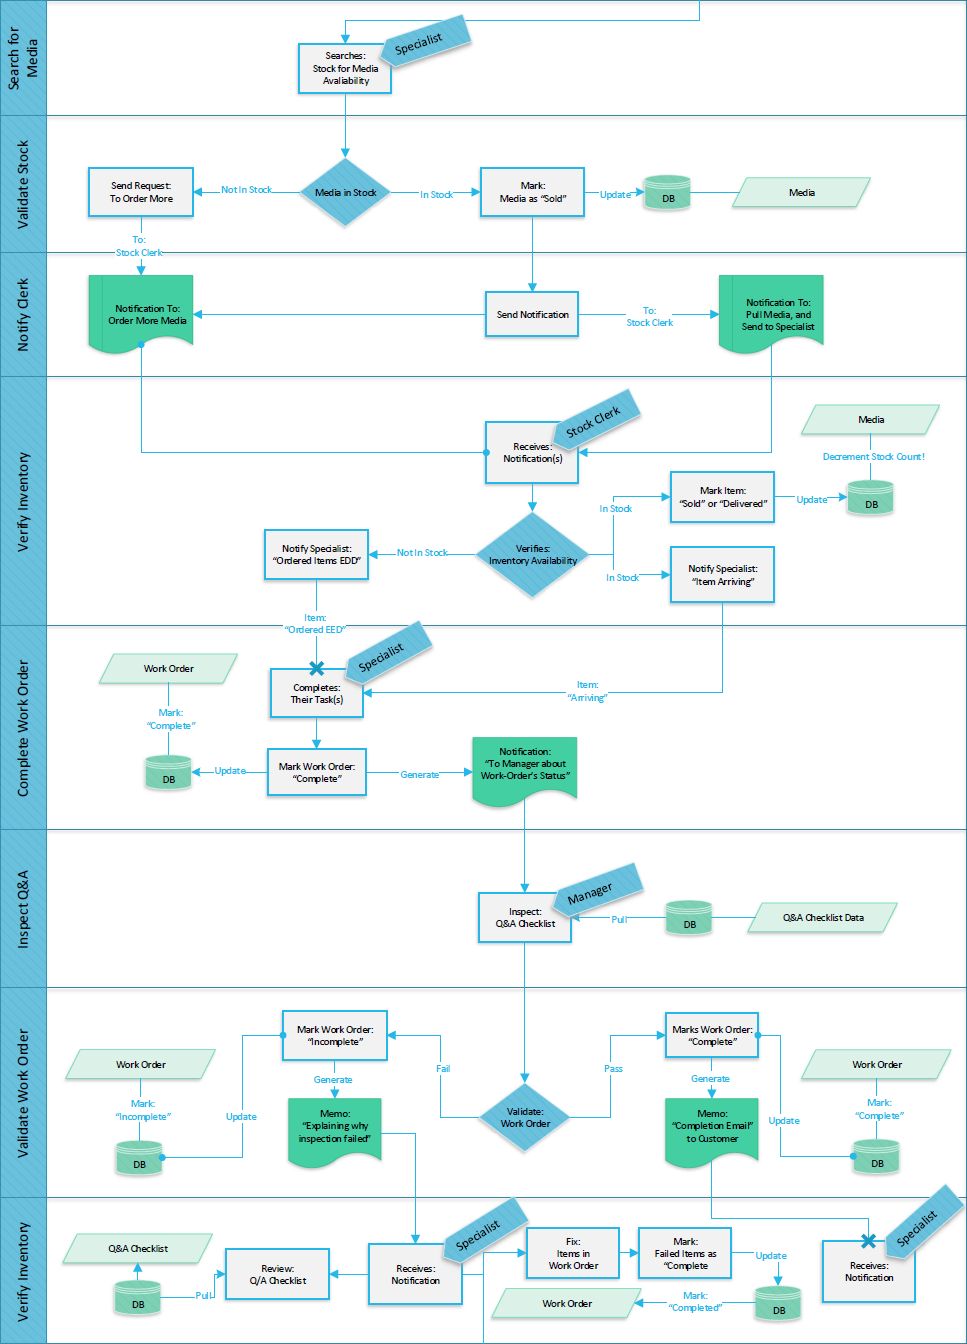 Search for
Media
Specialist
Searches:
Stock for Media
Avaliability
Validate Stock
Send Request:
To Order More
Not In Stock
Media in Stock
In Stock
Mark:
Media as “Sold”
Update
DB
Media
To:
Stock Clerk
Notify Clerk
Notification To:
Order More Media
Send Notification
To:
Stock Clerk
Notification To:
Pull Media, and
Send to Specialist
Verify Inventory
Stock Clerk
Receives:
Notification(s)
Media
Decrement Stock Count!
Mark Item:
“Sold” or “Delivered”
Update
DB
In Stock
Notify Specialist:
“Ordered Items EDD”
Not In Stock
Verifies:
Inventory Availability
In Stock
Notify Specialist:
“Item Arriving”
Item:
“Ordered EED”
Complete Work Order
Specialist
Work Order
Completes:
Their Task(s)
Item:
“Arriving”
Mark:
“Complete”
DB
Update
Mark Work Order:
“Complete”
Generate
Notification:
“To Manager about
Work-Order's Status”
Inspect Q&A
Manager
Inspect:
Q&A Checklist
Pull
DB
Q&A Checklist Data
Validate Work Order
Mark Work Order:
“Incomplete”
Marks Work Order:
“Complete”
Work Order
Generate
Fail
Pass
Generate
Work Order
Mark:
“Incomplete”
Update
Memo:
“Explaining why
inspection failed”
Validate:
Work Order
Memo:
“Completion Email”
to Customer
Update
Mark:
“Complete”
DB
DB
Verify Inventory
Specialist
Specialist
Q&A Checklist
Review:
Q/A Checklist
Receives:
Notification
Fix:
Items in
Work Order
Mark:
Failed Items as
“Complete
Update
Receives:
Notification
DB
Pull
Work Order
Mark:
“Completed”
DB